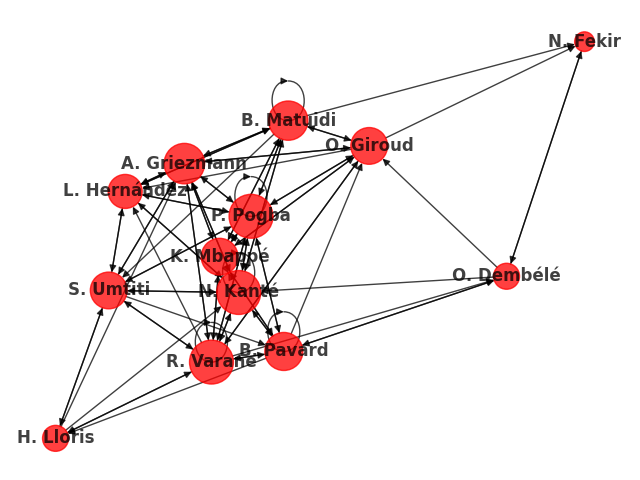 N. Fekir
B. Matuidi
O. Giroud
A. Griezmann
L. Hernández
P. Pogba
K. Mbappé
O. Dembélé
S. Umtiti
N. Kanté
B. Pavard
R. Varane
H. Lloris